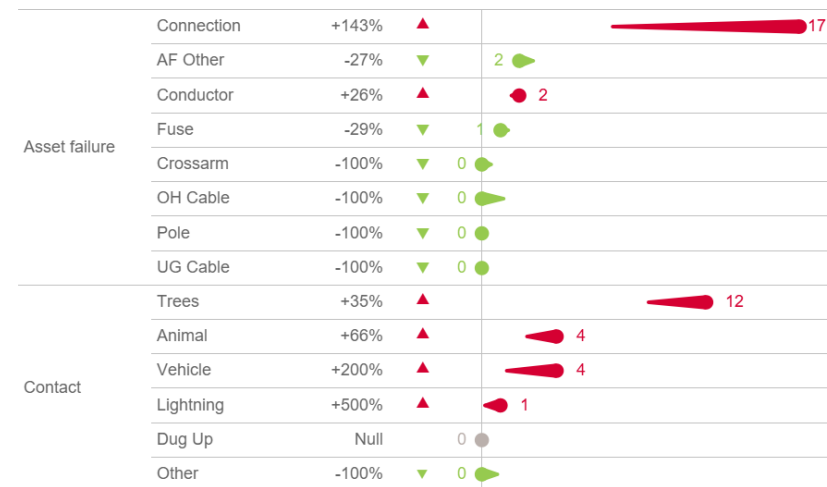 Connection +143% ▲ 17
AF Other -27% ▼ 2
Conductor +26% ▲ 2
Fuse -29% ▼ 1
Asset failure
Crossarm -100% ▼ 0
OH Cable -100% ▼ 0
Pole -100% ▼ 0
UG Cable -100% ▼ 0
Trees +35% ▲ 12
Animal +66% ▲ 4
Vehicle +200% ▲ 4
Contact
Lightning +500% ▲ 1
Dug Up Null 0
Other -100% ▼ 0